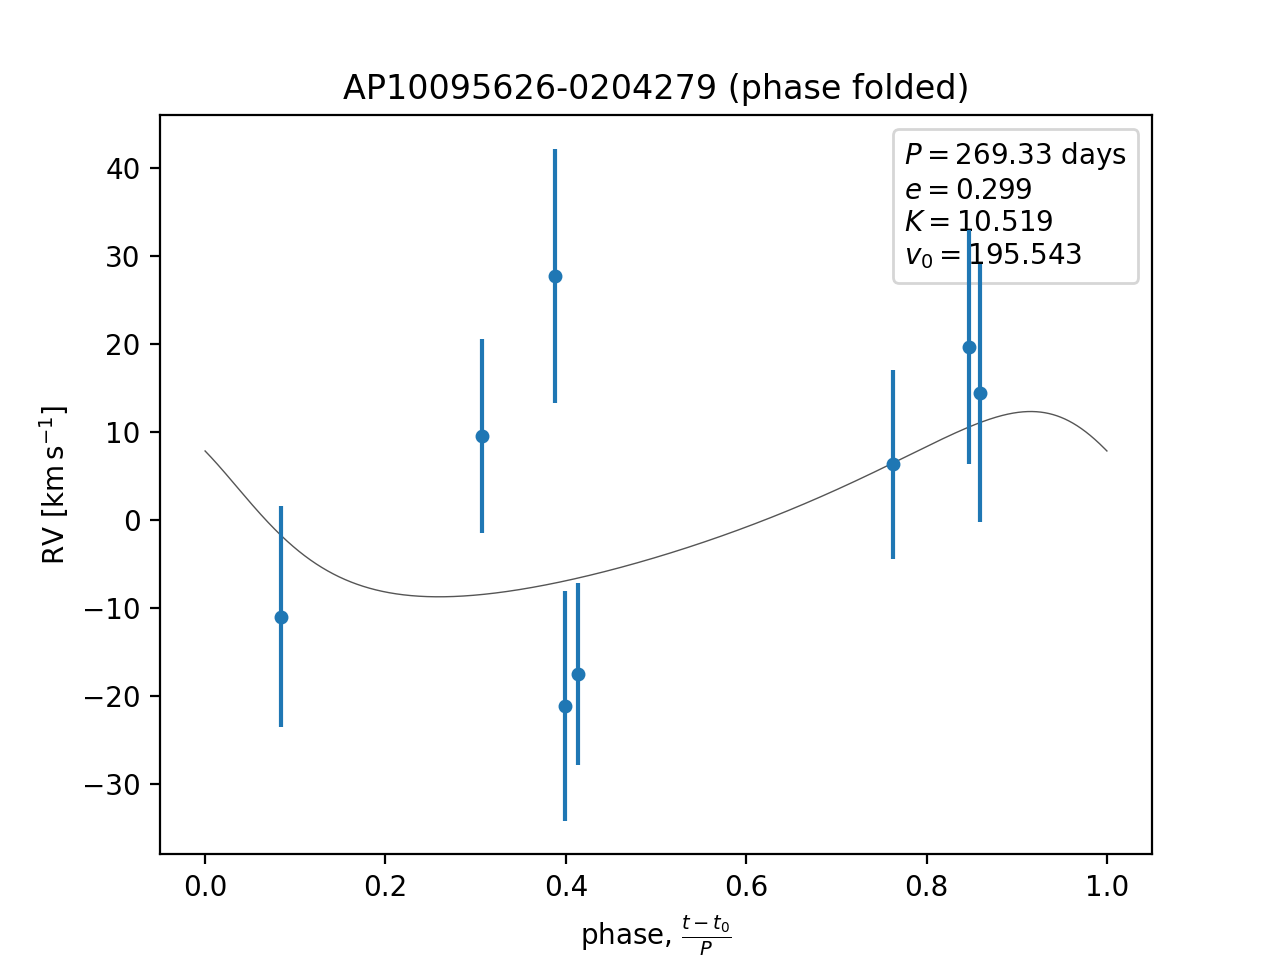 AP10095626-0204279 (phase folded)
P = 269.33 days
e = 0.299
K = 10.519
v₀ = 195.543
RV [km s⁻¹]
40
30
20
10
0
−10
−20
−30
0.0 0.2 0.4 0.6 0.8 1.0
phase, (t − t₀)/P